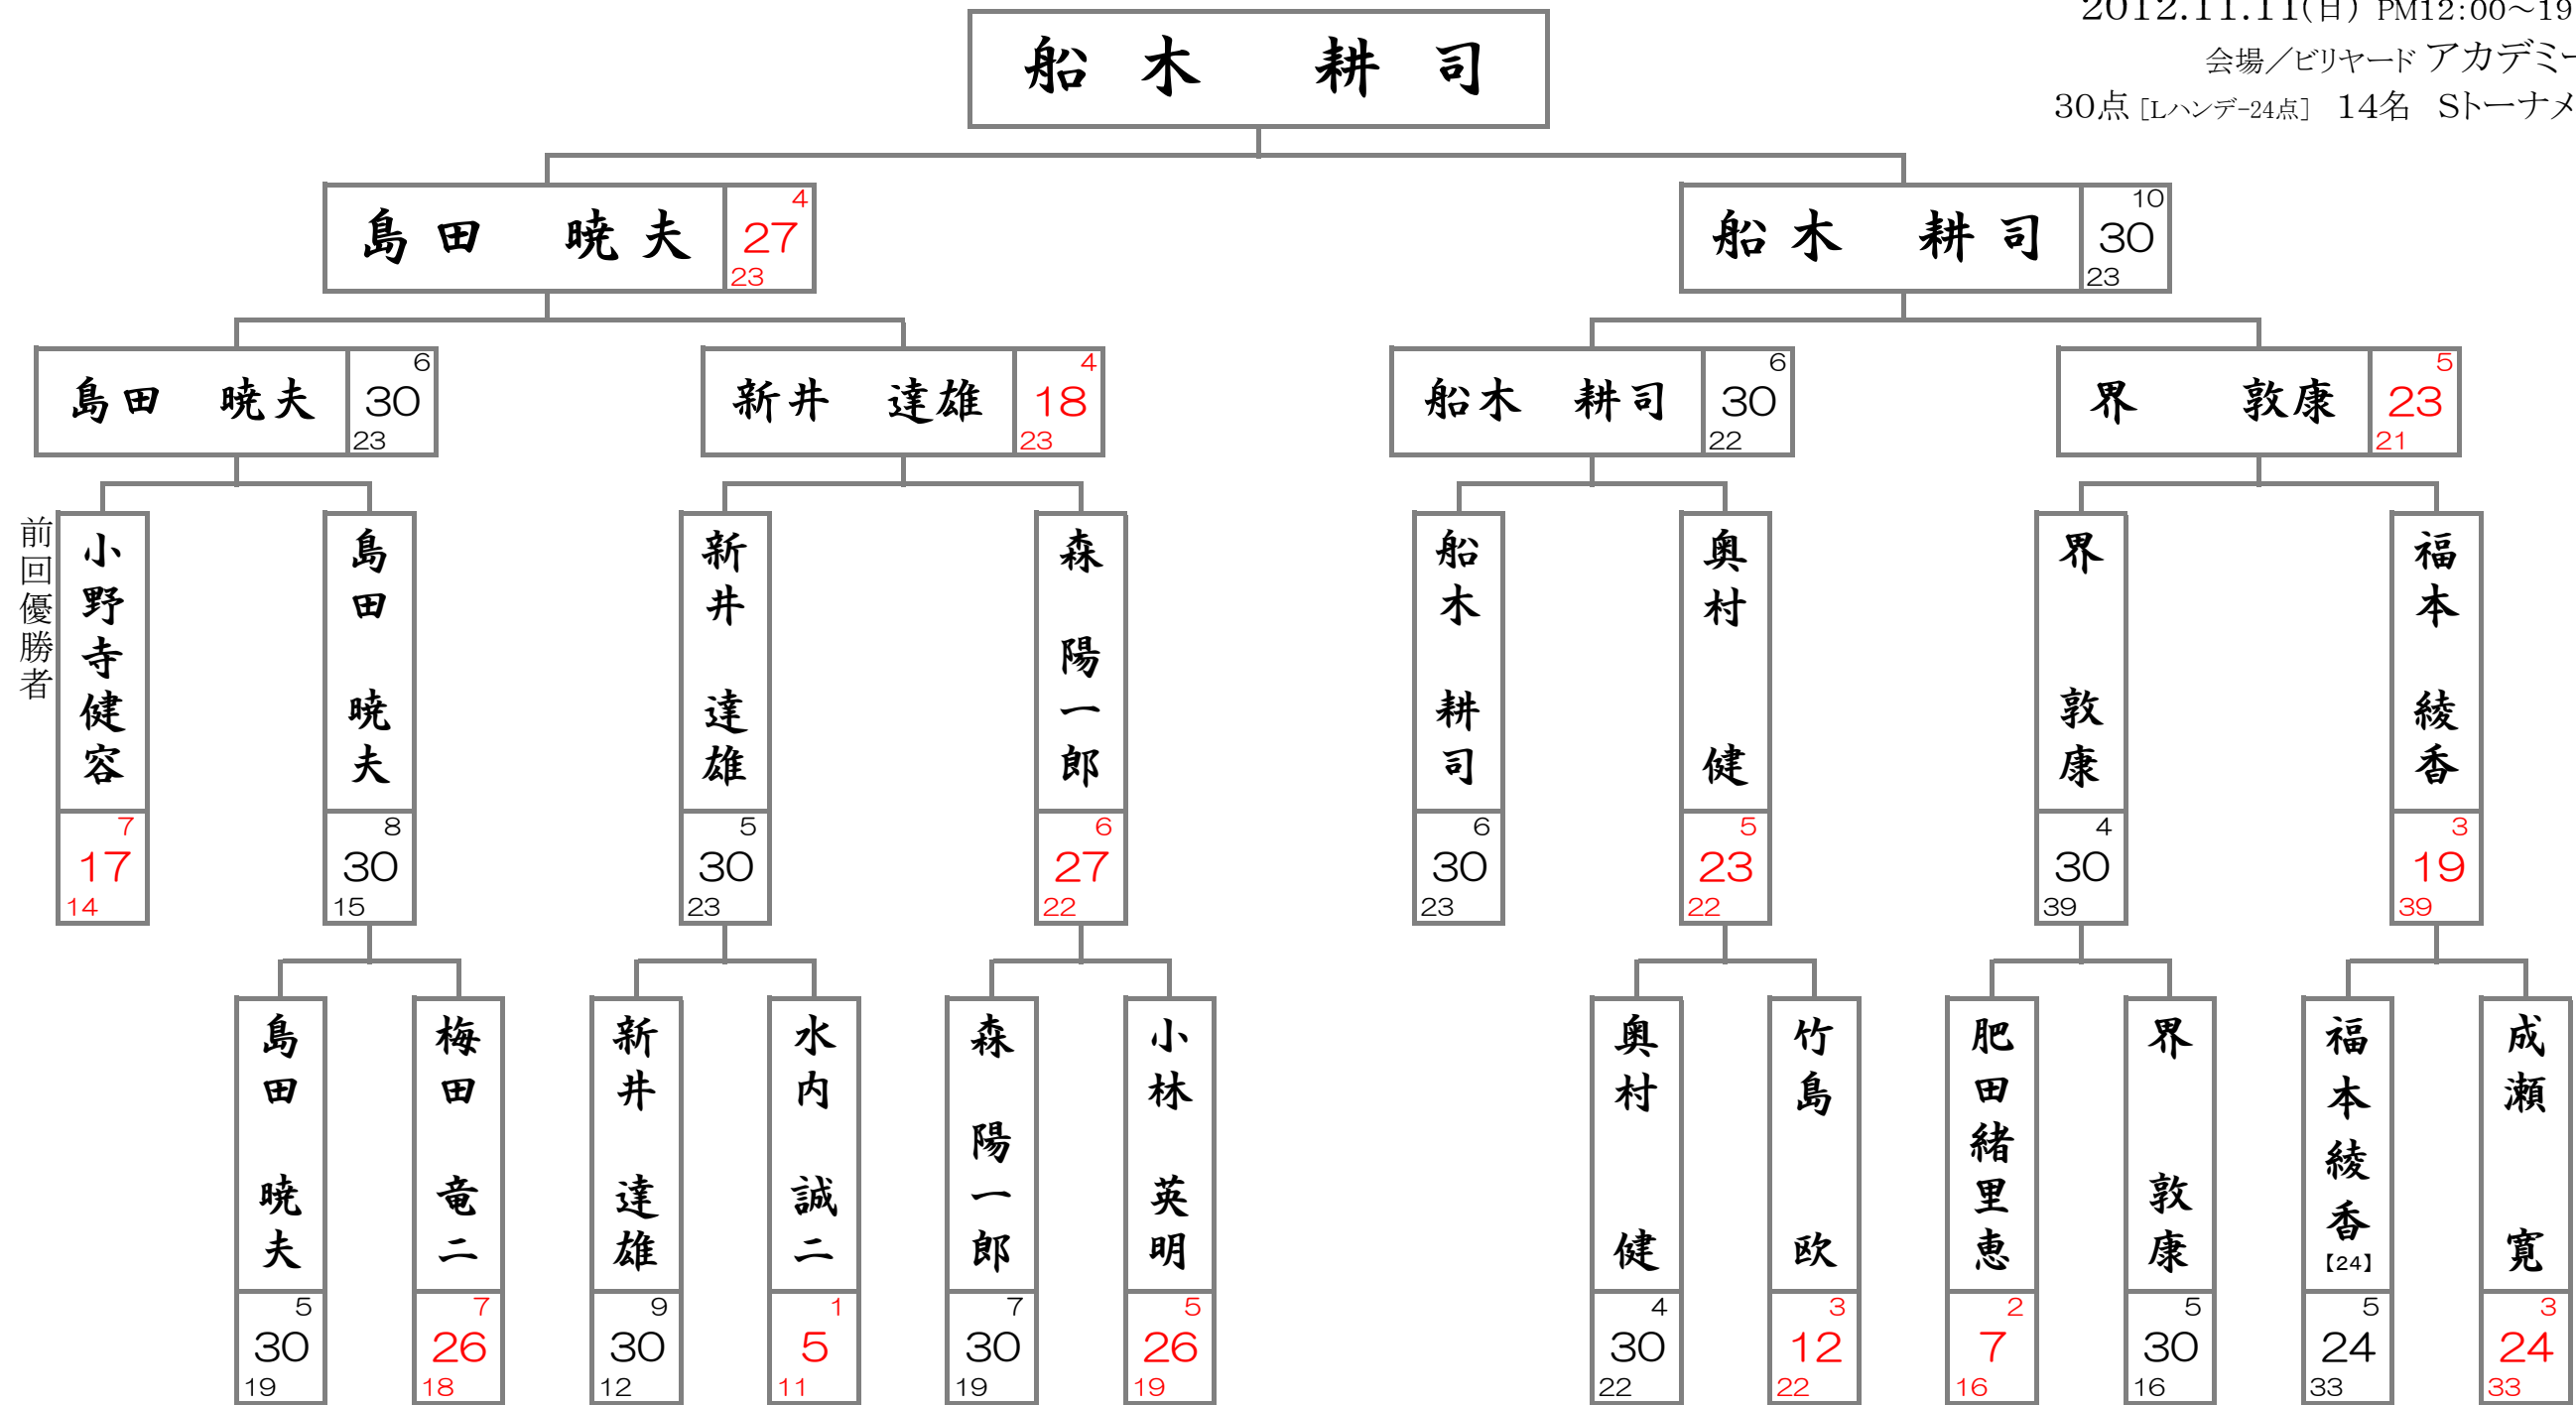 2012.11.11(日) PM12:00～19
会場／ビリヤード アカデミー
30点 [Lハンデ-24点] 14名 Sトーナメ
船木 耕司
島田 暁夫 4 27 23
船木 耕司 10 30 23
島田 暁夫 6 30 23
新井 達雄 4 18 23
船木 耕司 6 30 22
界 敦康 5 23 21
前回優勝者
小野寺健容 7 17 14
島田 暁夫 8 30 15
新井 達雄 5 30 23
森 陽一郎 6 27 22
船木 耕司 6 30 23
奥村 健 5 23 22
界 敦康 4 30 39
福本 綾香 3 19 39
島田 暁夫 5 30 19
梅田 竜二 7 26 18
新井 達雄 9 30 12
水内 誠二 1 5 11
森 陽一郎 7 30 19
小林 英明 5 26 19
奥村 健 4 30 22
竹島 欧 3 12 22
肥田緒里恵 2 7 16
界 敦康 5 30 16
福本綾香【24】 5 24 33
成瀬 寛 3 24 33